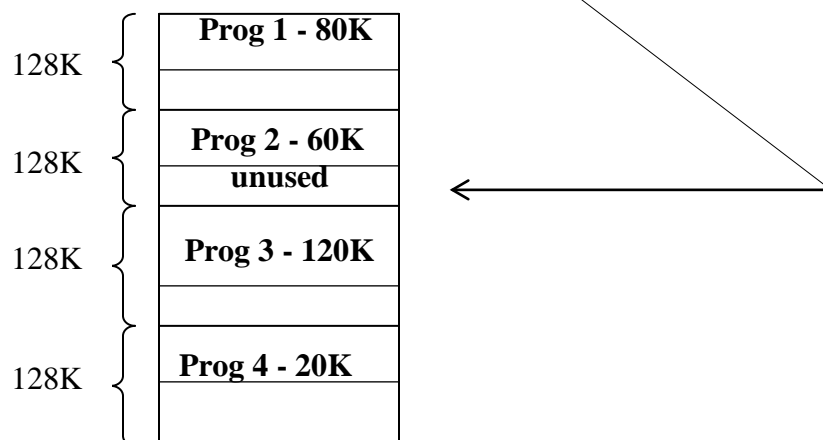 Prog 1 - 80K
128K
Prog 2 - 60K
128K
unused
Prog 3 - 120K
128K
Prog 4 - 20K
128K